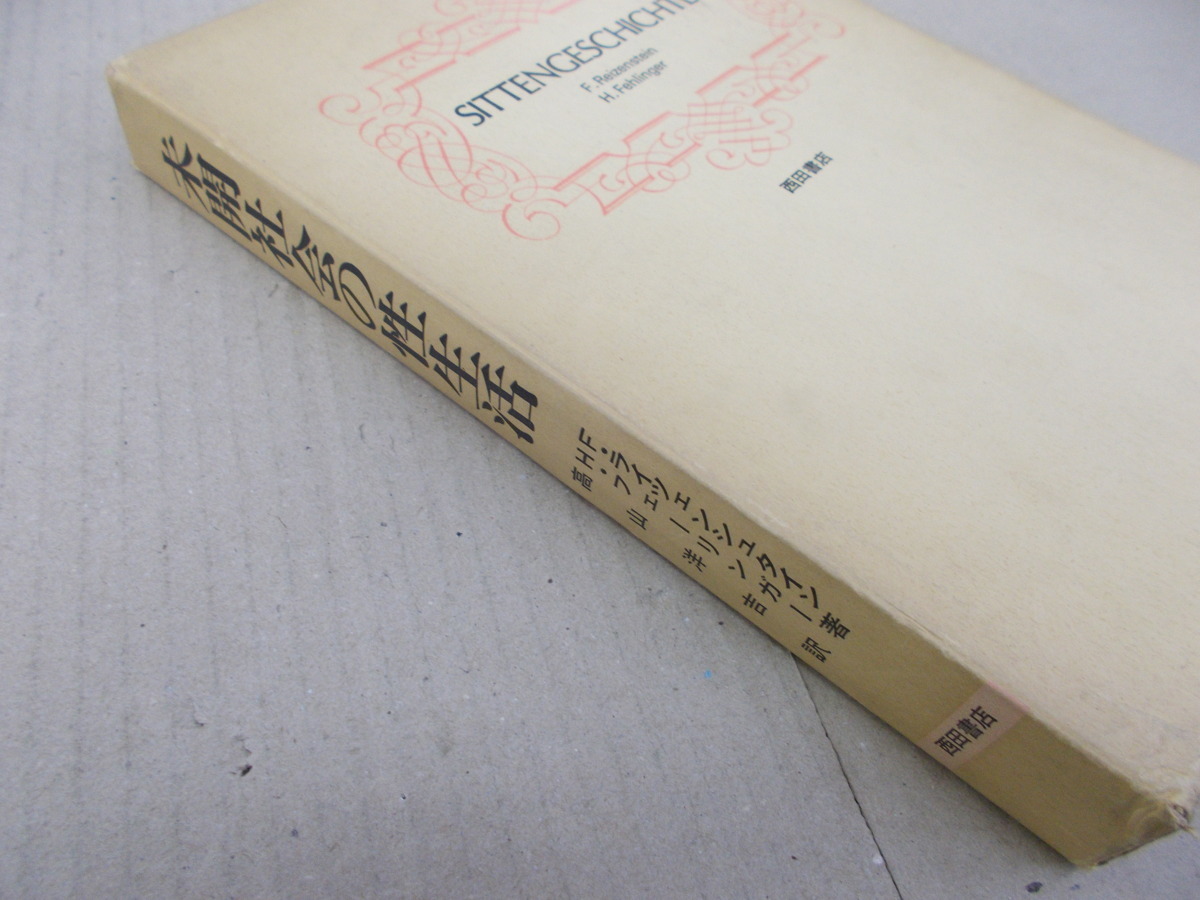 SITTENGESCHICHTE
F. Reizenstein
H. Fehlinger
西田書店
未開社会の性生活
F・ライツェンシュタイン
H・フェーリンガー著
高山洋吉訳
西田書店